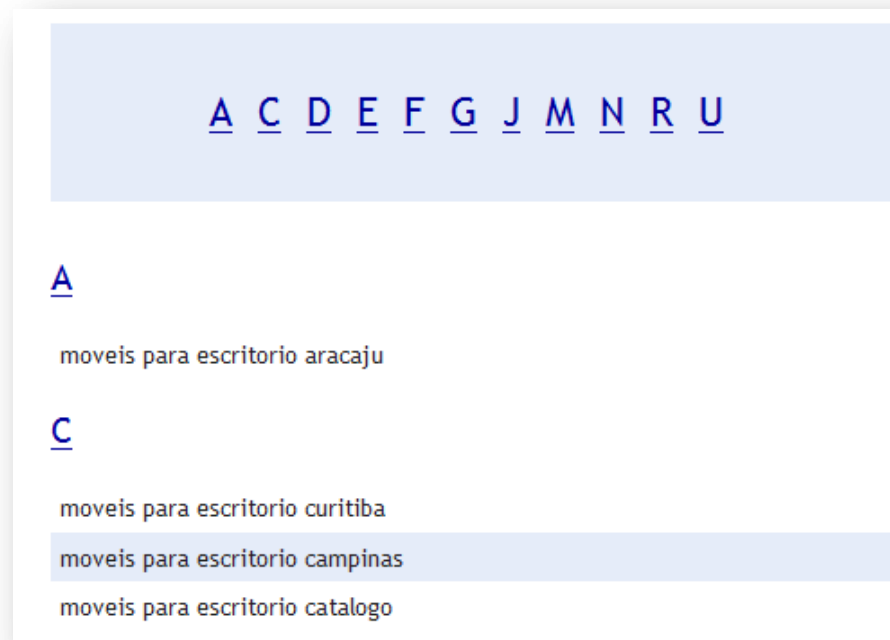 A C D E F G J M N R U
A
moveis para escritorio aracaju
C
moveis para escritorio curitiba
moveis para escritorio campinas
moveis para escritorio catalogo